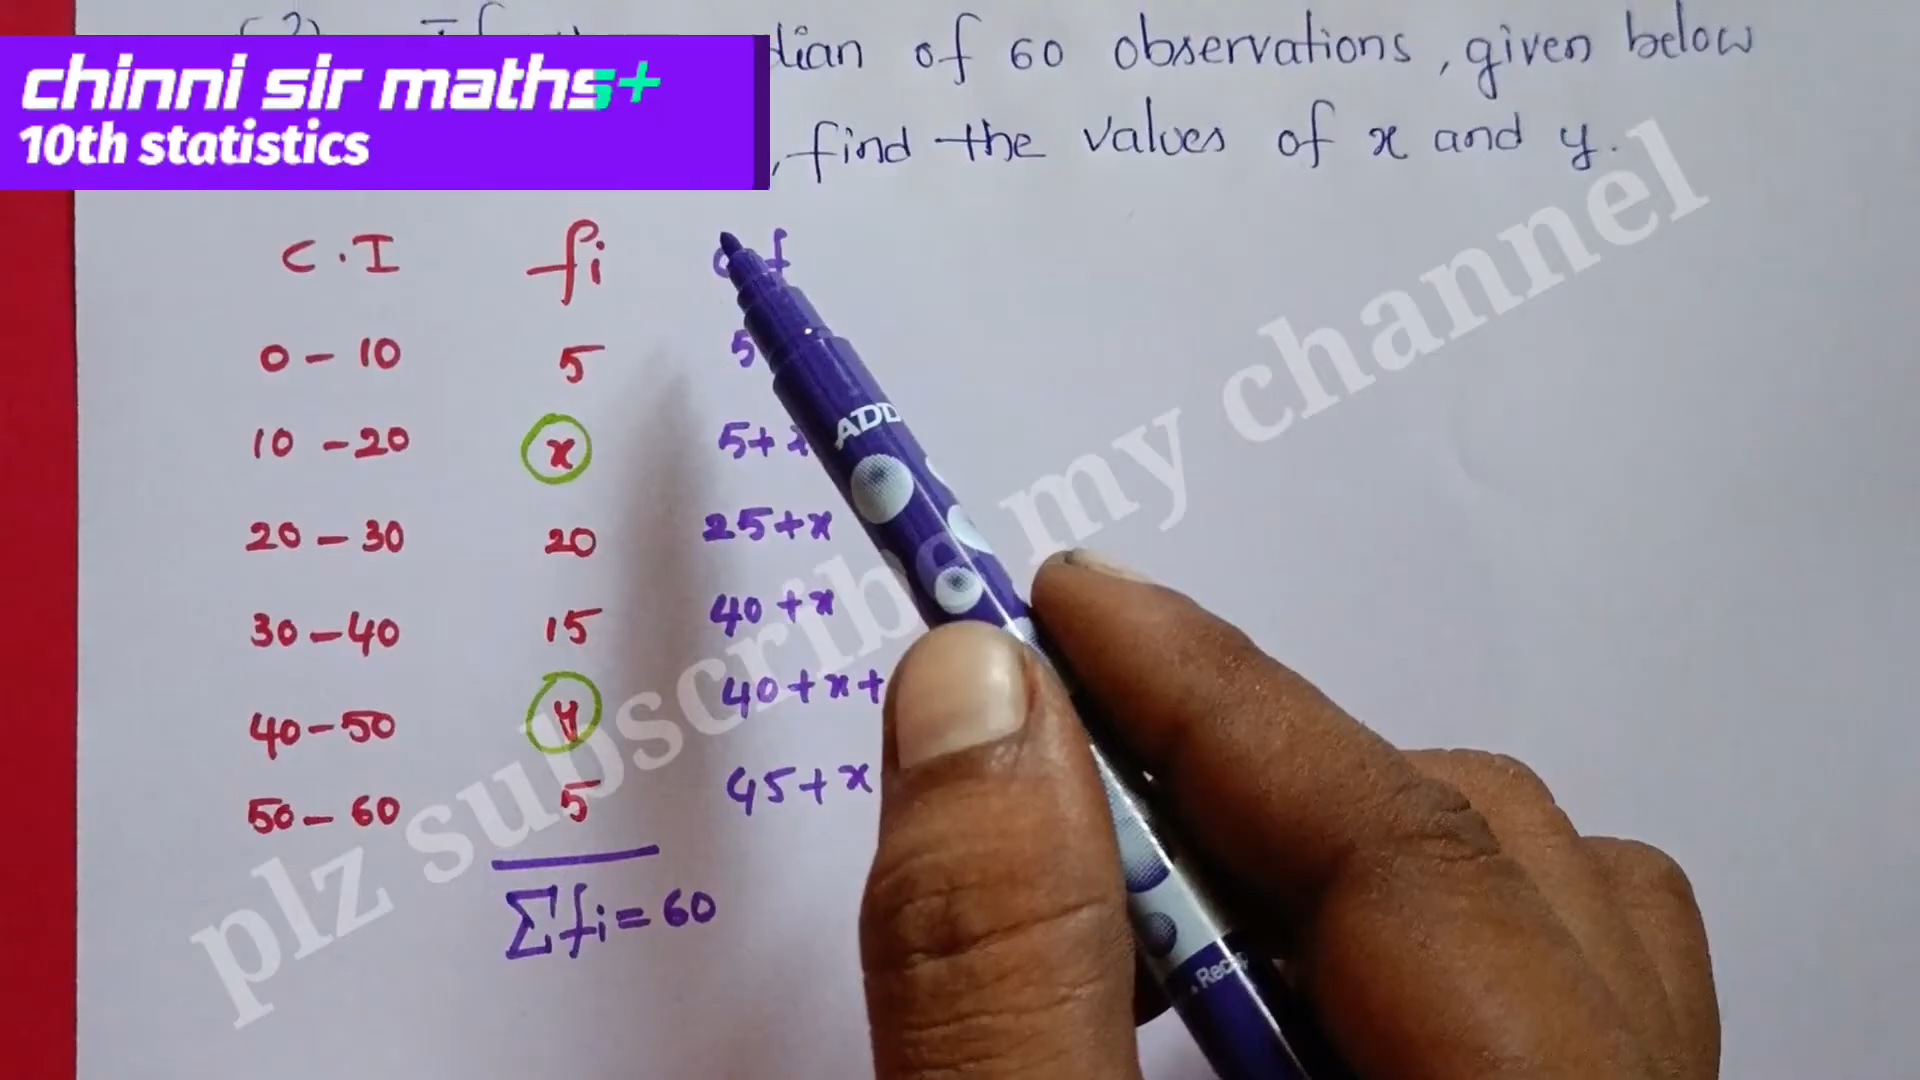 of 60 observations, given below
chinni sir maths+
10th statistics
, find the values of x and y.
C.I fi
0-10 5 5
10-20 x 5+
20-30 20 25+x
30-40 15 40+x
40-50 y 40+x+
50-60 5 45+x
Σfi=60
ADD
Rec
plz subscribe my channel